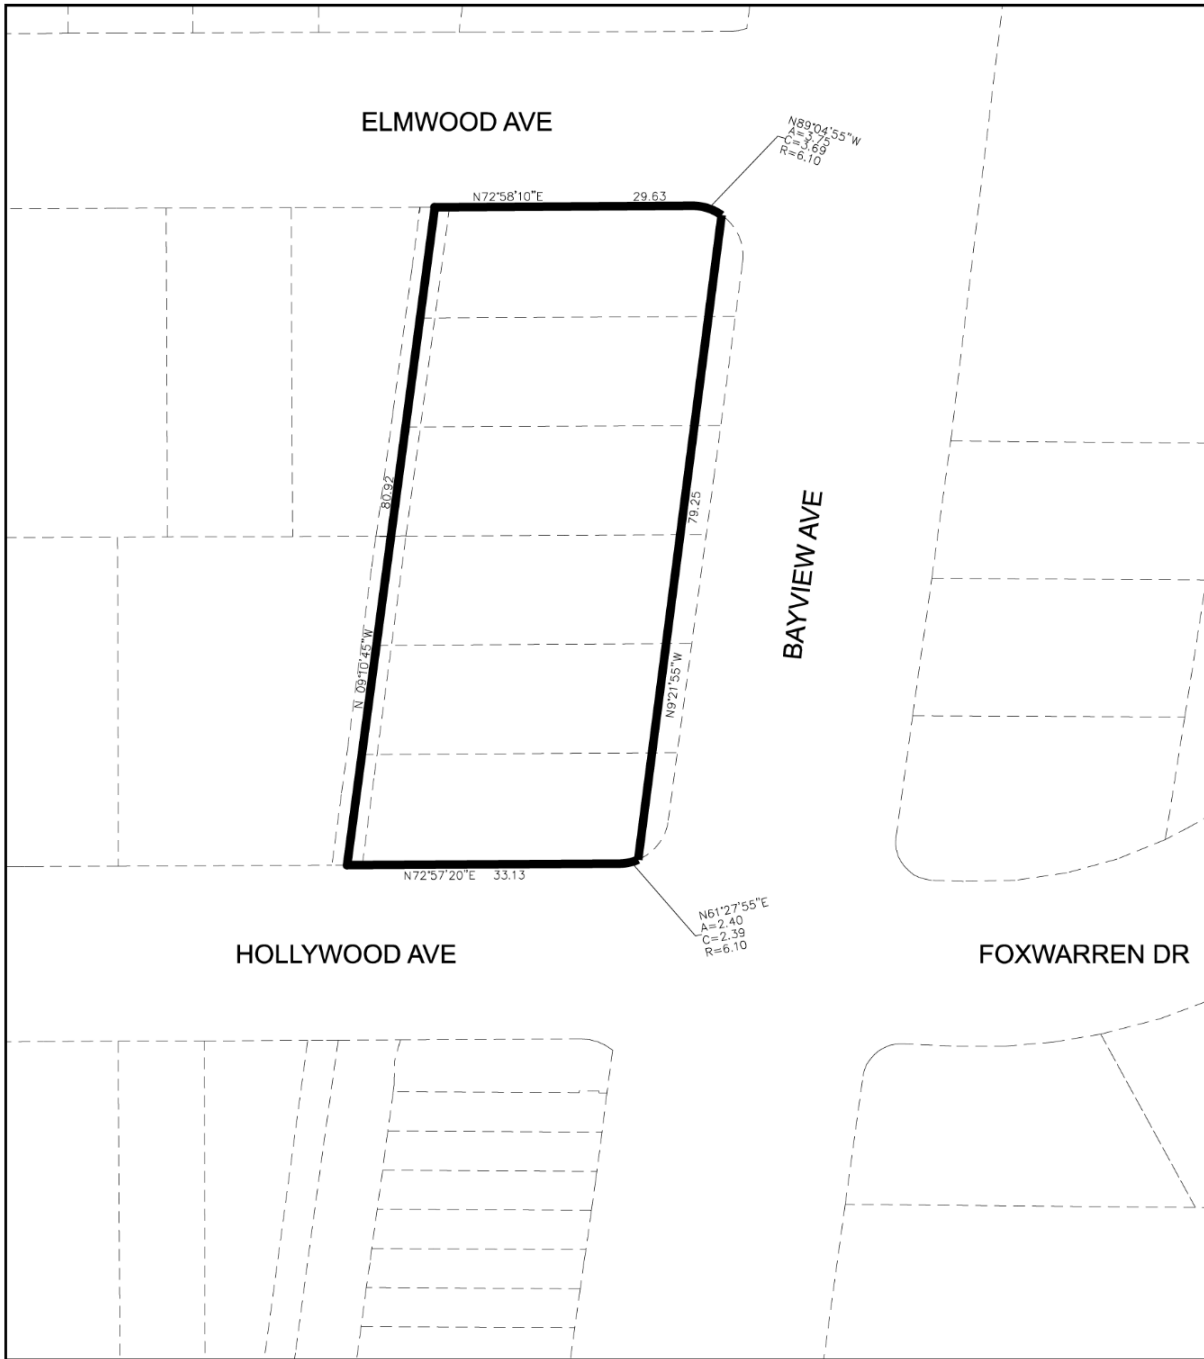 ELMWOOD AVE
N89°04'55"W
A=3.75
C=3.69
R=6.10
N72°58'10"E 29.63
80.92
79.25
BAYVIEW AVE
N 09°10'45"W
N9°21'55"W
N72°57'20"E 33.13
N61°27'55"E
A=2.40
C=2.39
R=6.10
HOLLYWOOD AVE
FOXWARREN DR